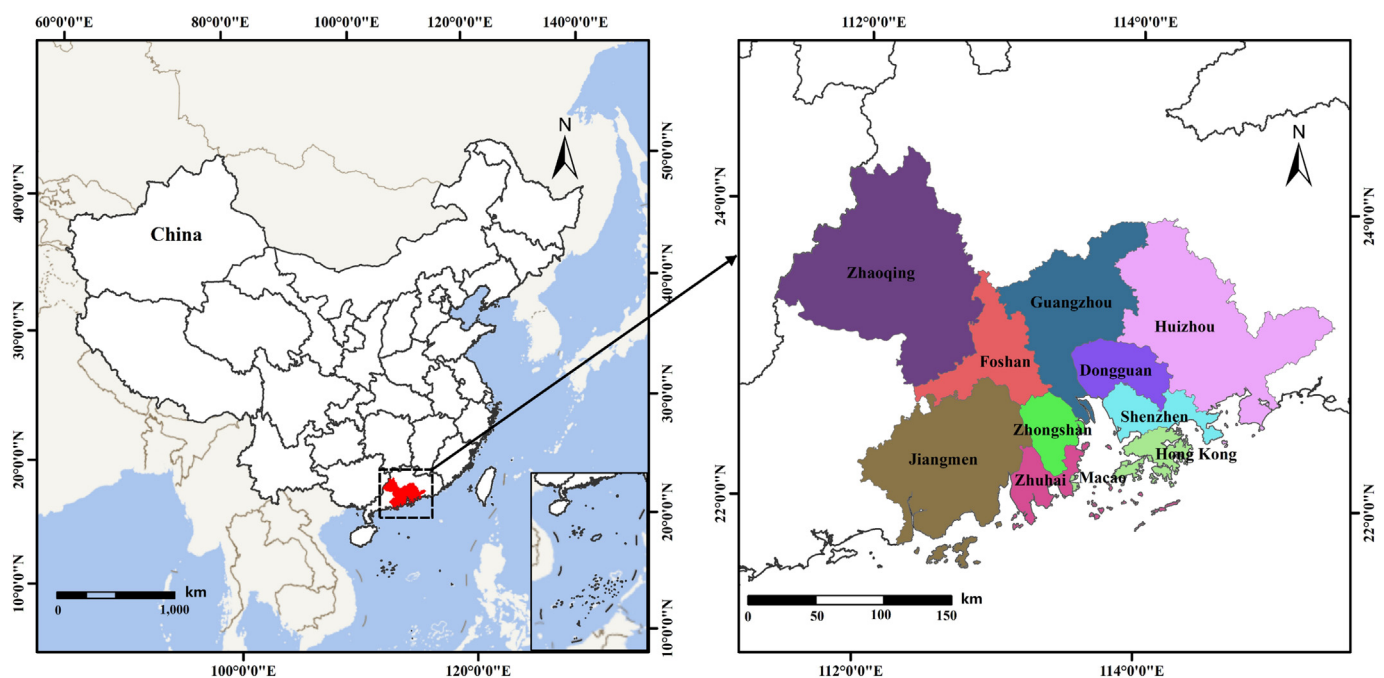 60°0'0"E 80°0'0"E 100°0'0"E 120°0'0"E 140°0'0"E
112°0'0"E 114°0'0"E
N
N
50°0'0"N
40°0'0"N
40°0'0"N
30°0'0"N
30°0'0"N
20°0'0"N
20°0'0"N
10°0'0"N
10°0'0"N
China
km
0 1,000
100°0'0"E 120°0'0"E
24°0'0"N
24°0'0"N
22°0'0"N
22°0'0"N
Zhaoqing
Guangzhou
Huizhou
Foshan
Dongguan
Shenzhen
Zhongshan
Hong Kong
Jiangmen
Zhuhai
Macao
km
0 50 100 150
112°0'0"E 114°0'0"E